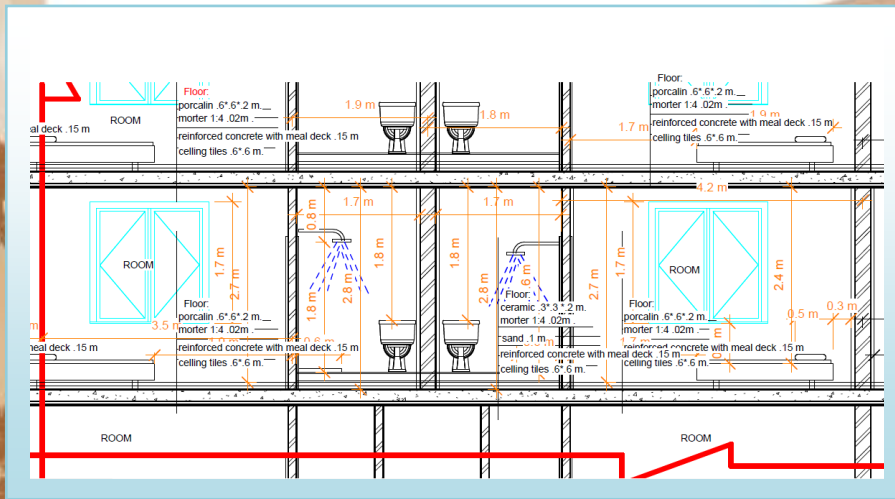 Floor:
porcalin .6*.6*.2 m.
morter 1:4 .02m .
reinforced concrete with meal deck .15 m
celling tiles .6*.6 m.
ROOM
al deck .15 m
1.9 m
1.8 m
1.7 m
Floor:
porcalin .6*.6*.2 m.
morter 1:4 .02m .
1.9 m
reinforced concrete with meal deck .15 m
celling tiles .6*.6 m.
4.2 m
1.7 m
1.7 m
0.8 m
1.7 m
2.7 m
ROOM
1.8 m
2.8 m
1.8 m
1.8 m
2.8 m
2.7 m
1.7 m
ROOM
2.4 m
0.5 m
0.3 m
Floor:
porcalin .6*.6*.2 m.
morter 1:4 .02m .
reinforced concrete with meal deck .15 m
celling tiles .6*.6 m.
deck .15 m
Floor:
ceramic .3*.3*.2 m.
morter 1:4 .02m .
sand .1 m
reinforced concrete with meal deck .15 m
celling tiles .6*.6 m.
Floor:
porcalin .6*.6*.2 m.
morter 1:4 .02m .
reinforced concrete with meal deck .15 m
celling tiles .6*.6 m.
ROOM
ROOM